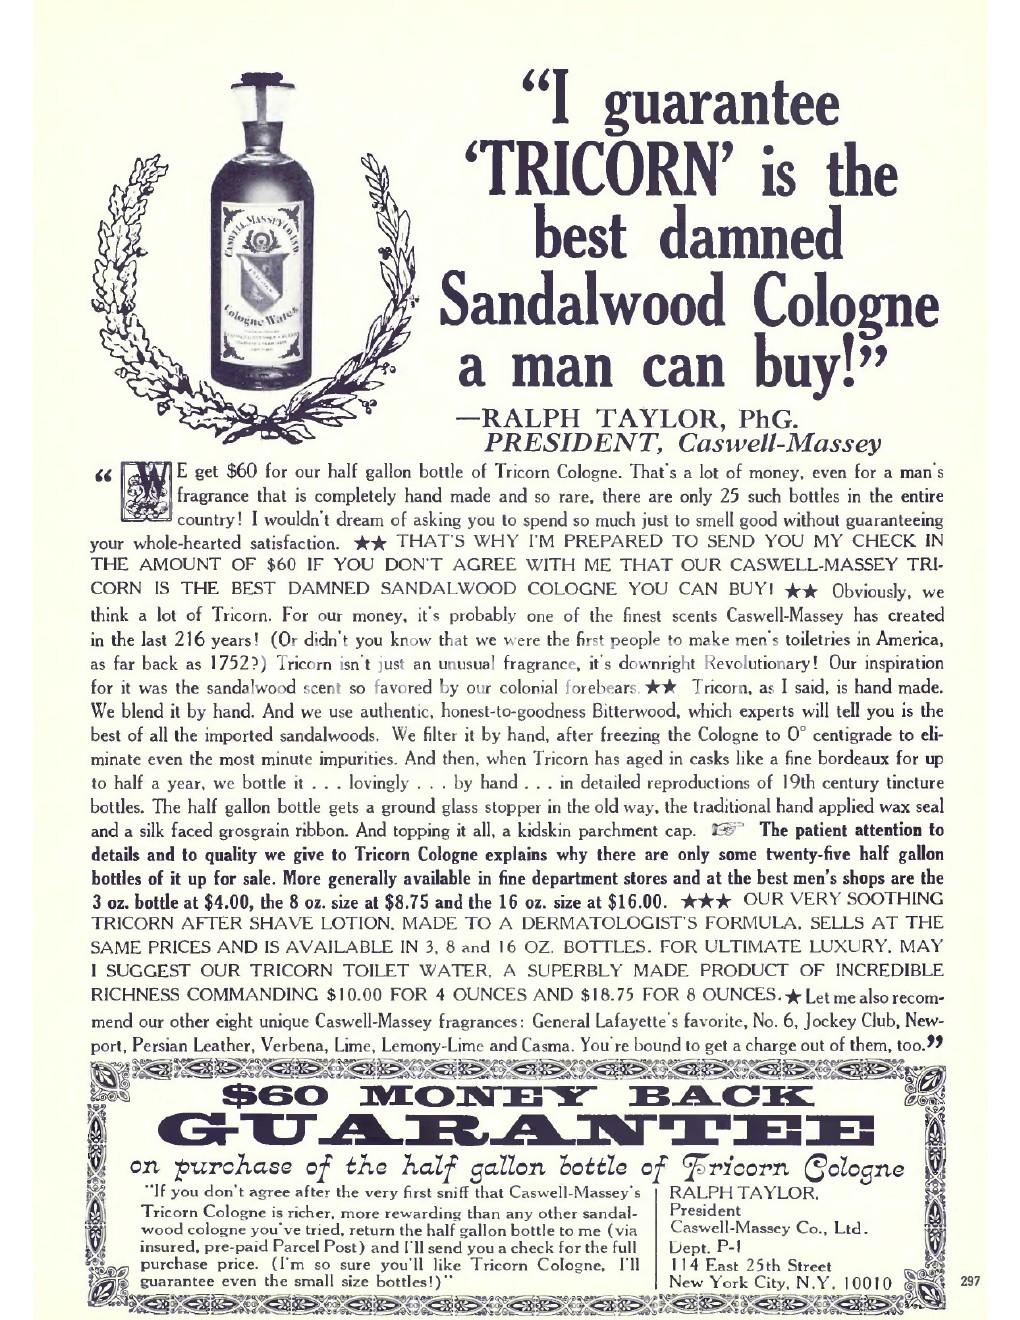 “I guarantee
‘TRICORN’ is the
best damned
Sandalwood Cologne
a man can buy!”
—RALPH TAYLOR, PhG.
PRESIDENT, Caswell-Massey
CASWELL-MASSEY CO. LTD.
Cologne Water
“WE get $60 for our half gallon bottle of Tricorn Cologne. That's a lot of money, even for a man's
fragrance that is completely hand made and so rare, there are only 25 such bottles in the entire
country! I wouldn't dream of asking you to spend so much just to smell good without guaranteeing
your whole-hearted satisfaction. ★★ THAT'S WHY I'M PREPARED TO SEND YOU MY CHECK IN
THE AMOUNT OF $60 IF YOU DON'T AGREE WITH ME THAT OUR CASWELL-MASSEY TRI-
CORN IS THE BEST DAMNED SANDALWOOD COLOGNE YOU CAN BUY! ★★ Obviously, we
think a lot of Tricorn. For our money, it's probably one of the finest scents Caswell-Massey has created
in the last 216 years! (Or didn't you know that we were the first people to make men's toiletries in America,
as far back as 1752?) Tricorn isn't just an unusual fragrance, it's downright Revolutionary! Our inspiration
for it was the sandalwood scent so favored by our colonial forebears. ★★ Tricorn, as I said, is hand made.
We blend it by hand. And we use authentic, honest-to-goodness Bitterwood, which experts will tell you is the
best of all the imported sandalwoods. We filter it by hand, after freezing the Cologne to 0° centigrade to eli-
minate even the most minute impurities. And then, when Tricorn has aged in casks like a fine bordeaux for up
to half a year, we bottle it . . . lovingly . . . by hand . . . in detailed reproductions of 19th century tincture
bottles. The half gallon bottle gets a ground glass stopper in the old way, the traditional hand applied wax seal
and a silk faced grosgrain ribbon. And topping it all, a kidskin parchment cap. ☞ The patient attention to
details and to quality we give to Tricorn Cologne explains why there are only some twenty-five half gallon
bottles of it up for sale. More generally available in fine department stores and at the best men's shops are the
3 oz. bottle at $4.00, the 8 oz. size at $8.75 and the 16 oz. size at $16.00. ★★★ OUR VERY SOOTHING
TRICORN AFTER SHAVE LOTION, MADE TO A DERMATOLOGIST'S FORMULA, SELLS AT THE
SAME PRICES AND IS AVAILABLE IN 3, 8 and 16 OZ. BOTTLES. FOR ULTIMATE LUXURY, MAY
I SUGGEST OUR TRICORN TOILET WATER, A SUPERBLY MADE PRODUCT OF INCREDIBLE
RICHNESS COMMANDING $10.00 FOR 4 OUNCES AND $18.75 FOR 8 OUNCES. ★ Let me also recom-
mend our other eight unique Caswell-Massey fragrances: General Lafayette's favorite, No. 6, Jockey Club, New-
port, Persian Leather, Verbena, Lime, Lemony-Lime and Casma. You're bound to get a charge out of them, too.”
$60 MONEY BACK
GUARANTEE
on purchase of the half gallon bottle of Tricorn Cologne
"If you don't agree after the very first sniff that Caswell-Massey's
Tricorn Cologne is richer, more rewarding than any other sandal-
wood cologne you've tried, return the half gallon bottle to me (via
insured, pre-paid Parcel Post) and I'll send you a check for the full
purchase price. (I'm so sure you'll like Tricorn Cologne, I'll
guarantee even the small size bottles!)"
RALPH TAYLOR,
President
Caswell-Massey Co., Ltd.
Dept. P-1
114 East 25th Street
New York City, N.Y. 10010
297